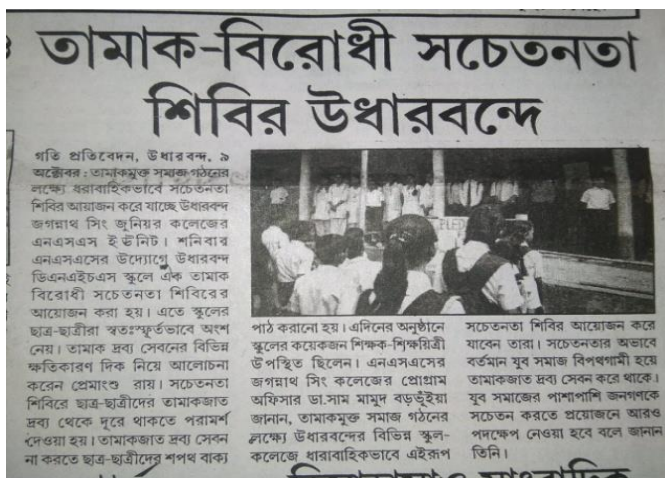 তামাক-বিরোধী সচেতনতা
শিবির উধারবন্দে
গতি প্রতিবেদন, উধারবন্দ, ৯
অক্টোবর : তামাকমুক্ত সমাজ গঠনের
লক্ষ্যে ধারাবাহিকভাবে সচেতনতা
শিবির আয়োজন করে যাচ্ছে উধারবন্দ
জগন্নাথ সিং জুনিয়র কলেজের
এনএসএস ইউনিট। শনিবার
এনএসএসের উদ্যোগে উধারবন্দ
ডিএনএইচএস স্কুলে এক তামাক
বিরোধী সচেতনতা শিবিরের
আয়োজন করা হয়। এতে স্কুলের
ছাত্র-ছাত্রীরা স্বতঃস্ফূর্তভাবে অংশ
নেয়। তামাক দ্রব্য সেবনের বিভিন্ন
ক্ষতিকারণ দিক নিয়ে আলোচনা
করেন প্রেমাংশু রায়। সচেতনতা
শিবিরে ছাত্র-ছাত্রীদের তামাকজাত
দ্রব্য থেকে দূরে থাকতে পরামর্শ
দেওয়া হয়। তামাকজাত দ্রব্য সেবন
না করতে ছাত্র-ছাত্রীদের শপথ বাক্য
পাঠ করানো হয়। এদিনের অনুষ্ঠানে
স্কুলের কয়েকজন শিক্ষক-শিক্ষয়িত্রী
উপস্থিত ছিলেন। এনএসএসের
জগন্নাথ সিং কলেজের প্রোগ্রাম
অফিসার ডা.সাম মামুদ বড়ভূঁইয়া
জানান, তামাকমুক্ত সমাজ গঠনের
লক্ষ্যে উধারবন্দের বিভিন্ন স্কুল-
কলেজে ধারাবাহিকভাবে এইরূপ
সচেতনতা শিবির আয়োজন করে
যাবেন তারা। সচেতনতার অভাবে
বর্তমান যুব সমাজ বিপথগামী হয়ে
তামাকজাত দ্রব্য সেবন করে থাকে।
যুব সমাজের পাশাপাশি জনগণকে
সচেতন করতে প্রয়োজনে আরও
পদক্ষেপ নেওয়া হবে বলে জানান
তিনি।